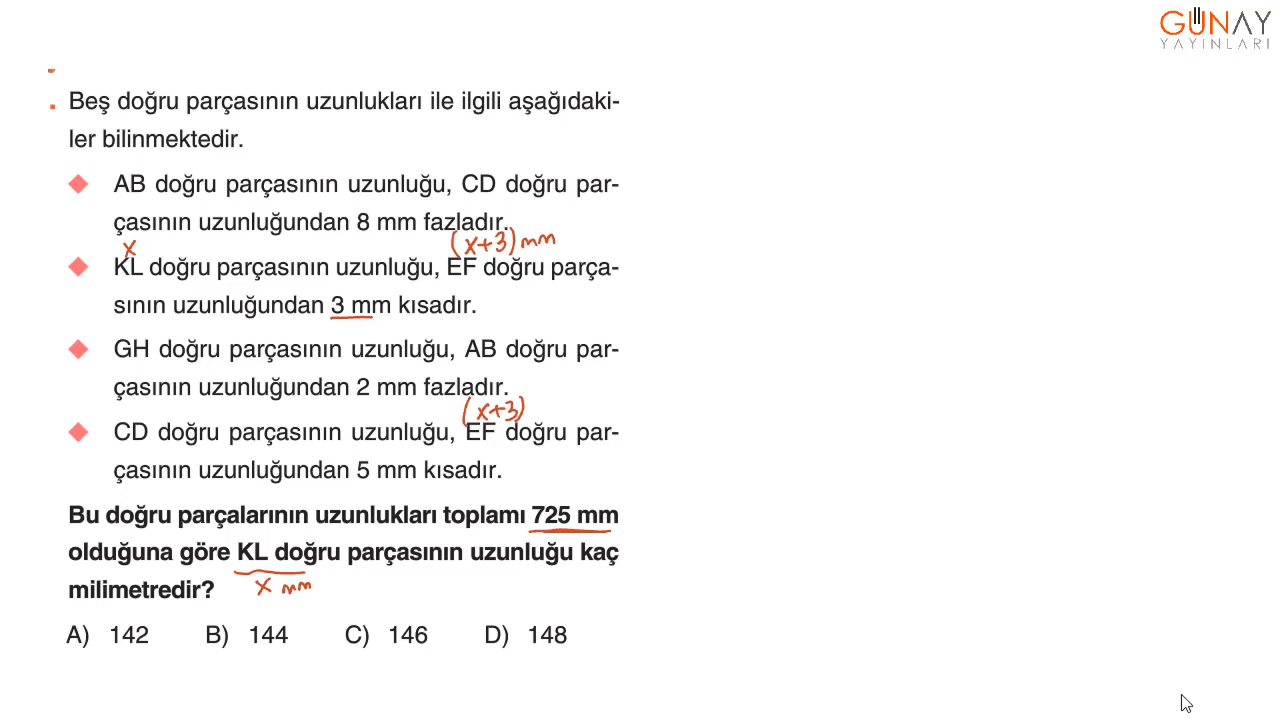 GÜNAY
YAYINLARI
Beş doğru parçasının uzunlukları ile ilgili aşağıdaki-
ler bilinmektedir.
AB doğru parçasının uzunluğu, CD doğru par-
çasının uzunluğundan 8 mm fazladır.
x (x+3) mm
KL doğru parçasının uzunluğu, EF doğru parça-
sının uzunluğundan 3 mm kısadır.
GH doğru parçasının uzunluğu, AB doğru par-
çasının uzunluğundan 2 mm fazladır.
(x+3)
CD doğru parçasının uzunluğu, EF doğru par-
çasının uzunluğundan 5 mm kısadır.
Bu doğru parçalarının uzunlukları toplamı 725 mm
olduğuna göre KL doğru parçasının uzunluğu kaç
milimetredir?
x mm
A) 142 B) 144 C) 146 D) 148